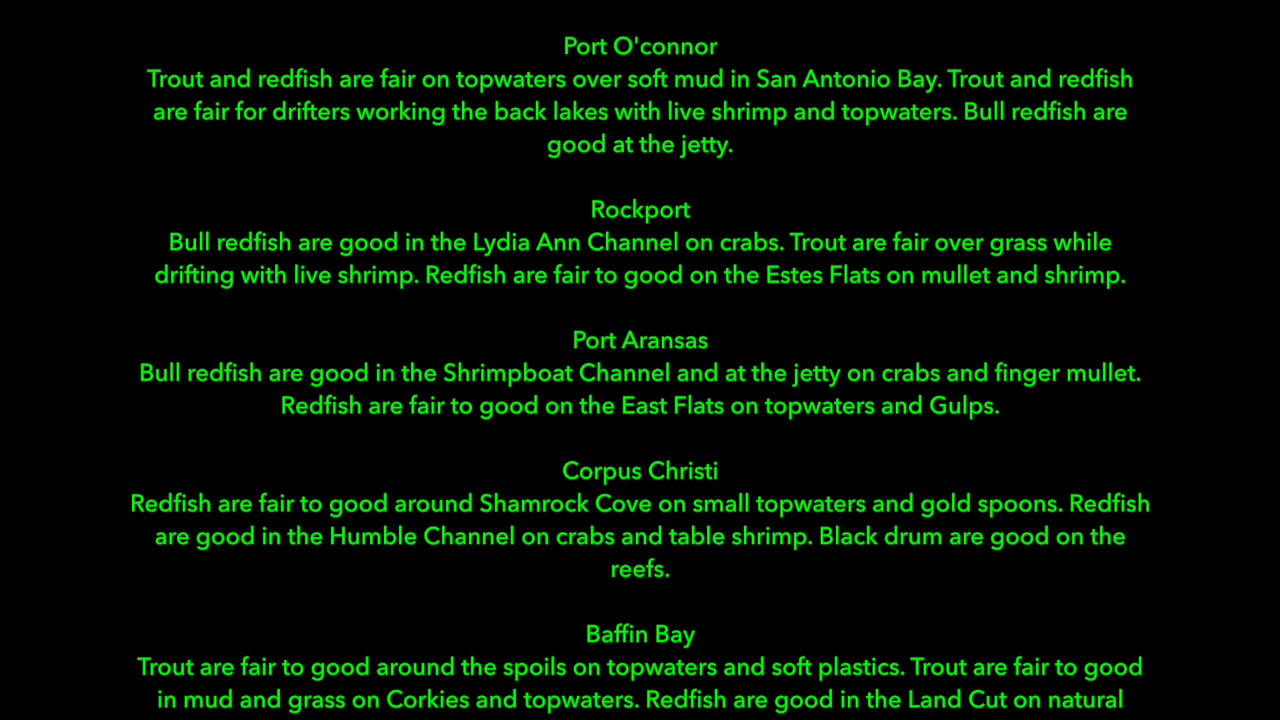 Port O'connor
Trout and redfish are fair on topwaters over soft mud in San Antonio Bay. Trout and redfish
are fair for drifters working the back lakes with live shrimp and topwaters. Bull redfish are
good at the jetty.
Rockport
Bull redfish are good in the Lydia Ann Channel on crabs. Trout are fair over grass while
drifting with live shrimp. Redfish are fair to good on the Estes Flats on mullet and shrimp.
Port Aransas
Bull redfish are good in the Shrimpboat Channel and at the jetty on crabs and finger mullet.
Redfish are fair to good on the East Flats on topwaters and Gulps.
Corpus Christi
Redfish are fair to good around Shamrock Cove on small topwaters and gold spoons. Redfish
are good in the Humble Channel on crabs and table shrimp. Black drum are good on the
reefs.
Baffin Bay
Trout are fair to good around the spoils on topwaters and soft plastics. Trout are fair to good
in mud and grass on Corkies and topwaters. Redfish are good in the Land Cut on natural